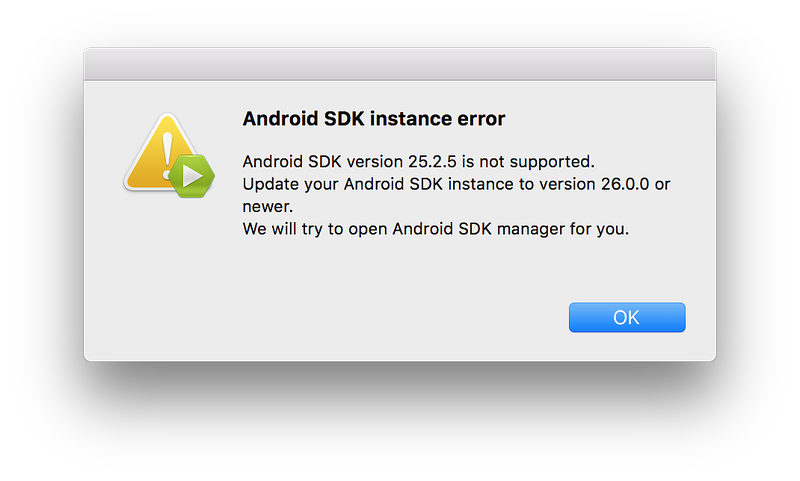 Android SDK instance error
Android SDK version 25.2.5 is not supported.
Update your Android SDK instance to version 26.0.0 or
newer.
We will try to open Android SDK manager for you.
OK